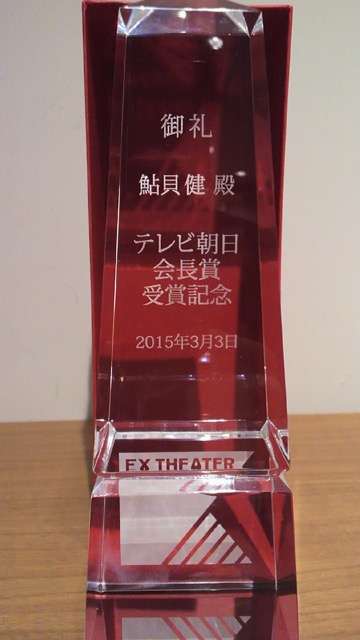 御礼
鮎貝 健 殿
テレビ朝日
会長賞
受賞記念
2015年3月3日
EX THEATER